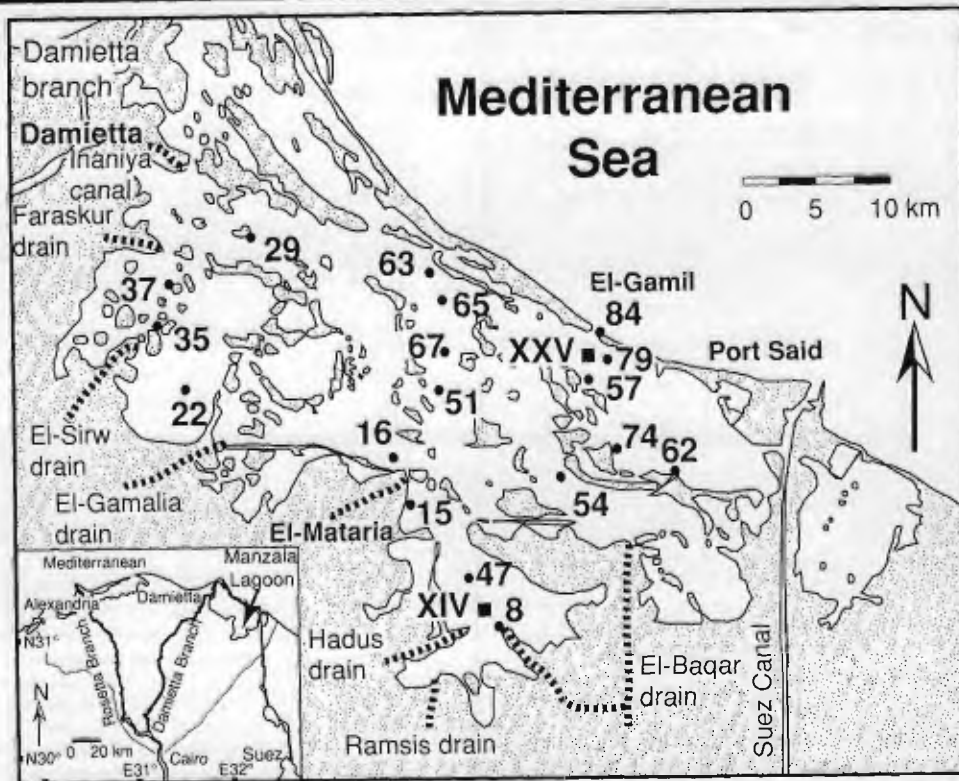 Damietta
branch
Mediterranean
Sea
Damietta
Inaniya
canal
Faraskur
drain
0 5 10 km
29
63
El-Gamil
84
N
37
65
35
67
XXV
79
Port Said
57
22
51
16
74
62
El-Sirw
drain
54
El-Gamalia
drain
15
El-Mataria
47
XIV
8
Hadus
drain
El-Baqar
drain
Ramsis drain
Suez Canal
Mediterranean
Manzala
Lagoon
Alexandria
Damietta
N31°
Rosetta Branch
Damietta Branch
N
0 20 km
N30°
Cairo
Suez
E31°
E32°